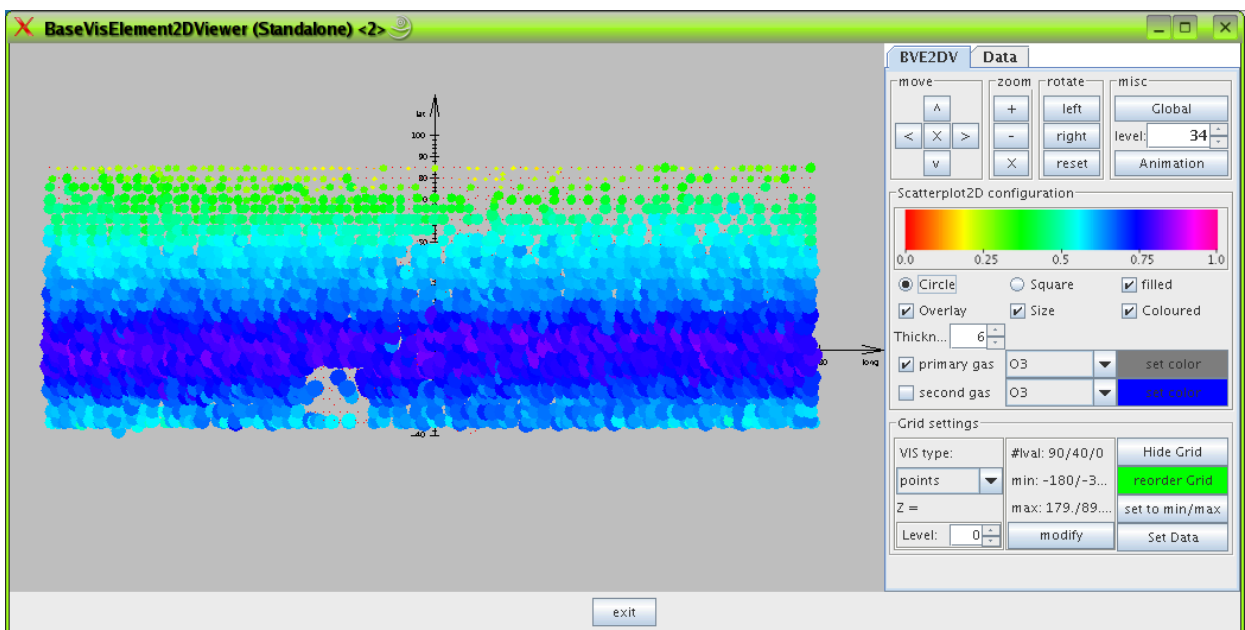 BaseVisElement2DViewer (Standalone) <2>
BVE2DV Data
move zoom rotate misc
^ + left Global
< X > - right level: 34
v X reset Animation
Scatterplot2D configuration
0.0 0.25 0.5 0.75 1.0
Circle Square filled
Overlay Size Coloured
Thickn... 6
primary gas O3 set color
second gas O3 set color
Grid settings
VIS type: #Ival: 90/40/0 Hide Grid
points min: -180/-3... reorder Grid
Z = max: 179./89.... set to min/max
Level: 0 modify Set Data
lat
100
90
80
50
long
-40
exit